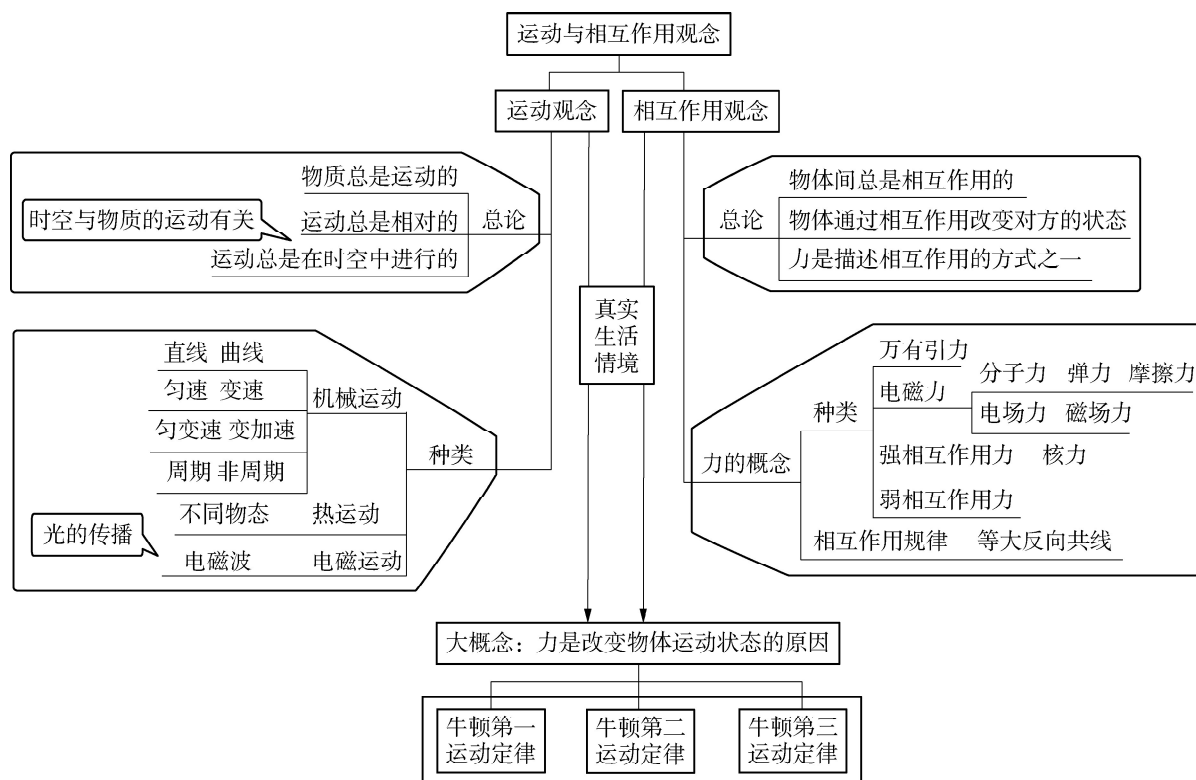 运动与相互作用观念
运动观念
相互作用观念
物质总是运动的
时空与物质的运动有关
运动总是相对的
总论
运动总是在时空中进行的
总论
物体间总是相互作用的
物体通过相互作用改变对方的状态
力是描述相互作用的方式之一
真实
生活
情境
直线 曲线
匀速 变速
机械运动
匀变速 变加速
周期 非周期
种类
不同物态 热运动
光的传播
电磁波 电磁运动
力的概念
种类
万有引力
电磁力
分子力 弹力 摩擦力
电场力 磁场力
强相互作用力 核力
弱相互作用力
相互作用规律 等大反向共线
大概念：力是改变物体运动状态的原因
牛顿第一
运动定律
牛顿第二
运动定律
牛顿第三
运动定律